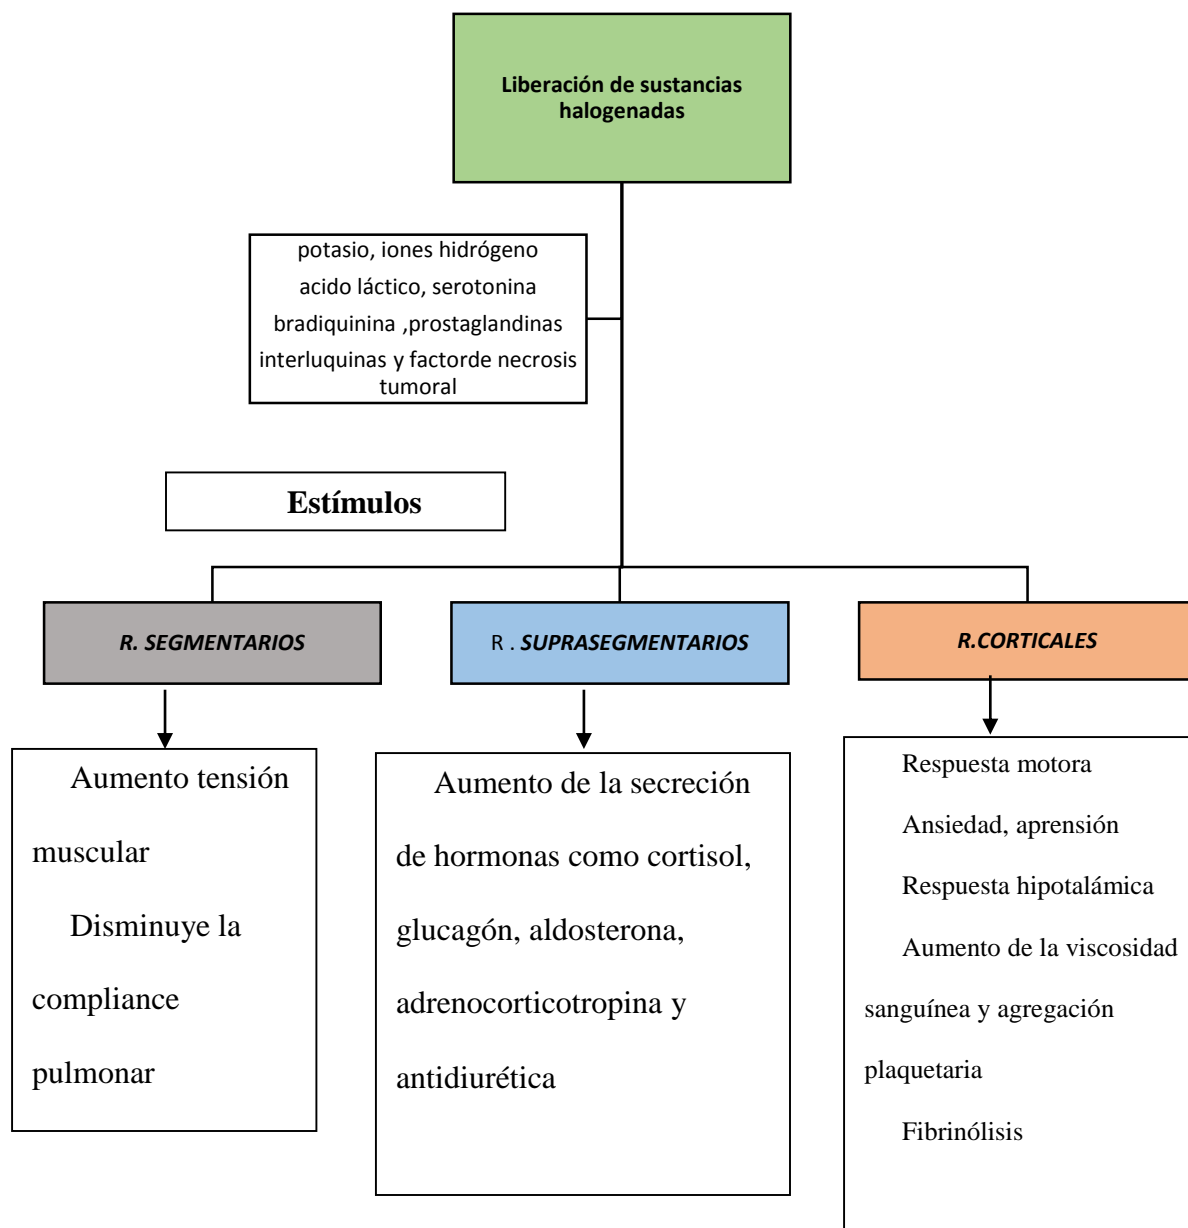 Liberación de sustancias
halogenadas
potasio, iones hidrógeno
acido láctico, serotonina
bradiquinina ,prostaglandinas
interluquinas y factorde necrosis
tumoral
Estímulos
R. SEGMENTARIOS
R . SUPRASEGMENTARIOS
R.CORTICALES
Aumento tensión
muscular
Disminuye la
compliance
pulmonar
Aumento de la secreción
de hormonas como cortisol,
glucagón, aldosterona,
adrenocorticotropina y
antidiurética
Respuesta motora
Ansiedad, aprensión
Respuesta hipotalámica
Aumento de la viscosidad
sanguínea y agregación
plaquetaria
Fibrinólisis